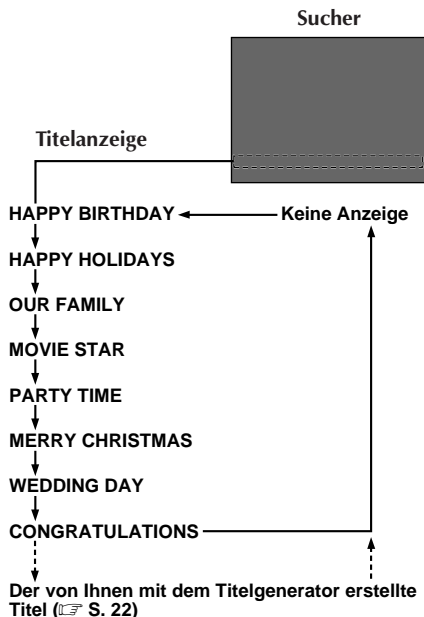 Sucher
Titelanzeige
HAPPY BIRTHDAY
Keine Anzeige
HAPPY HOLIDAYS
OUR FAMILY
MOVIE STAR
PARTY TIME
MERRY CHRISTMAS
WEDDING DAY
CONGRATULATIONS
Der von Ihnen mit dem Titelgenerator erstellte
Titel (☞ S. 22)